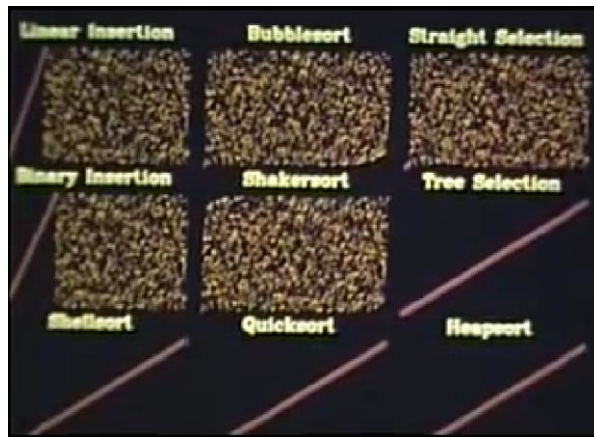 Linear Insertion Bubblesort Straight Selection
Binary Insertion Shakersort Tree Selection
Shellsort Quicksort Heapsort